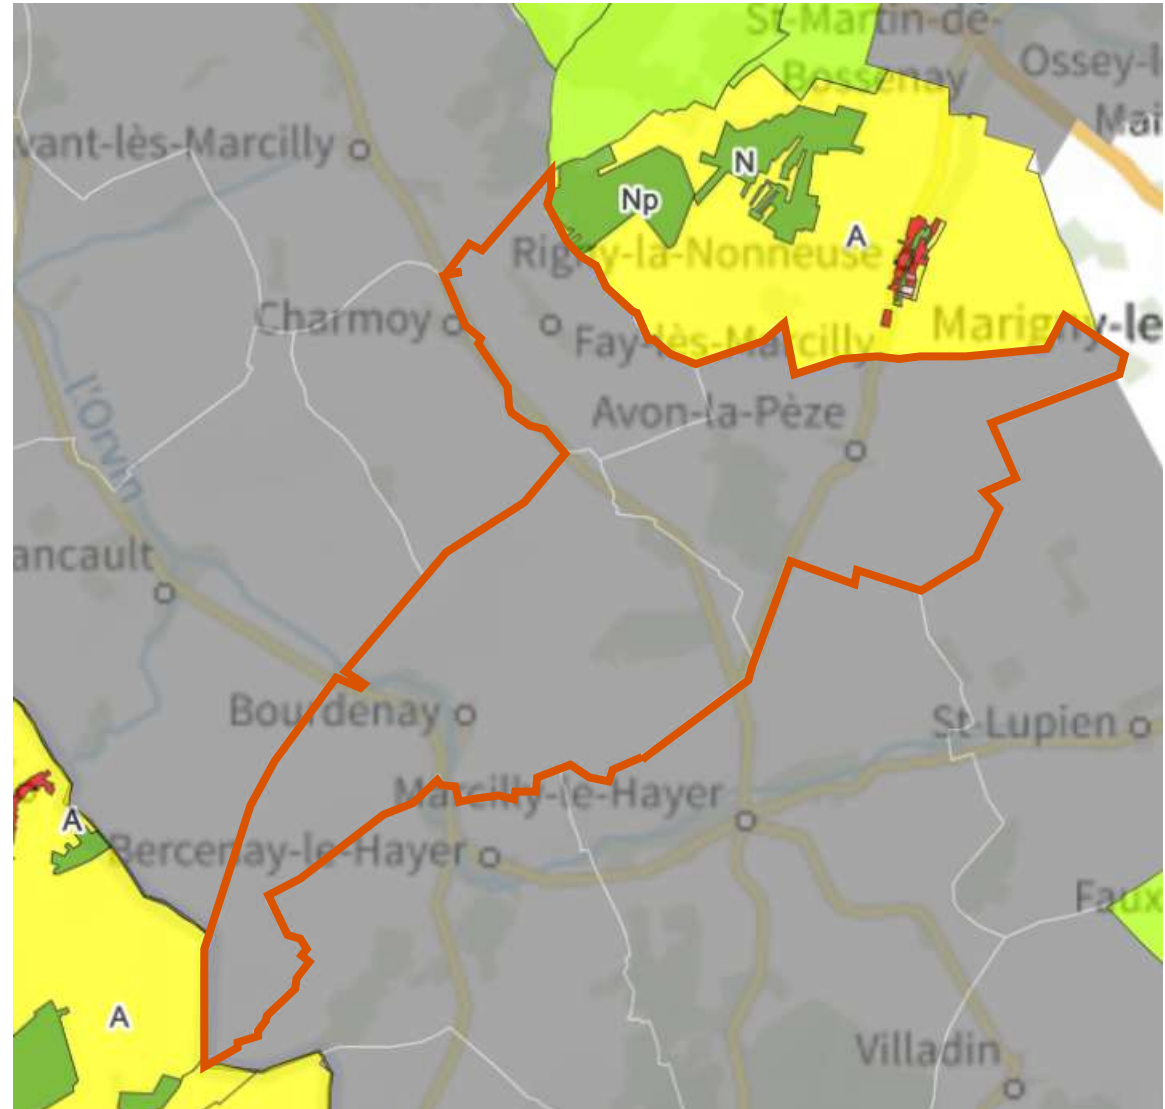 St-Martin-de-
Bossenay
Ossey-l
Mai
vant-lès-Marcilly
N
Np
A
Rigny-la-Nonneuse
Charmoy
Fay-lès-Marcilly
Marigny-le
l'Orvin
Avon-la-Pèze
ancault
Bourdenay
St-Lupien
Marcilly-le-Hayer
A
Bercenay-le-Hayer
Faux
A
Villadin